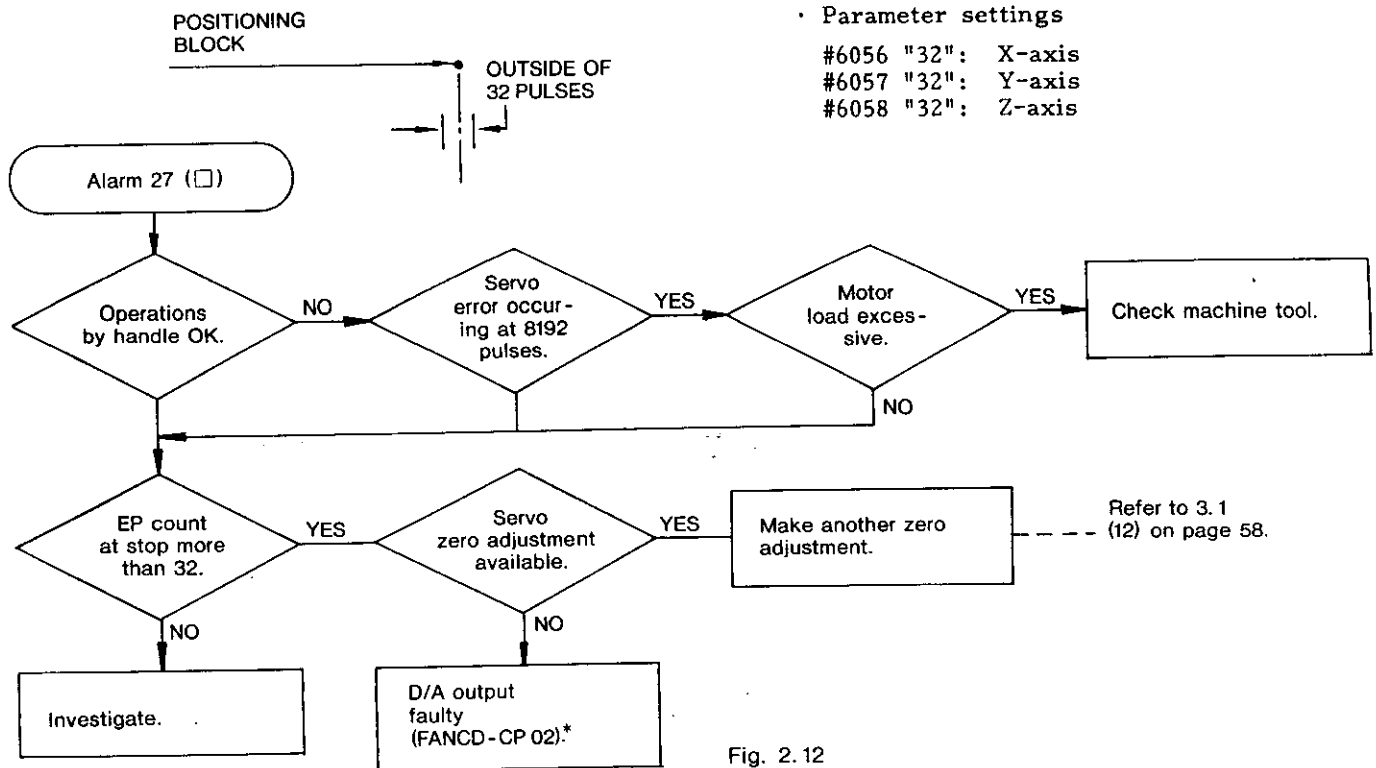 POSITIONING
BLOCK
OUTSIDE OF
32 PULSES
· Parameter settings
#6056 "32": X-axis
#6057 "32": Y-axis
#6058 "32": Z-axis
Alarm 27 (□)
Operations
by handle OK.
NO
Servo
error occur-
ing at 8192
pulses.
YES
Motor
load exces-
sive.
YES
Check machine tool.
NO
EP count
at stop more
than 32.
YES
Servo
zero adjustment
available.
YES
Make another zero
adjustment.
Refer to 3.1
(12) on page 58.
NO
NO
Investigate.
D/A output
faulty
(FANCD-CP 02).*
Fig. 2.12